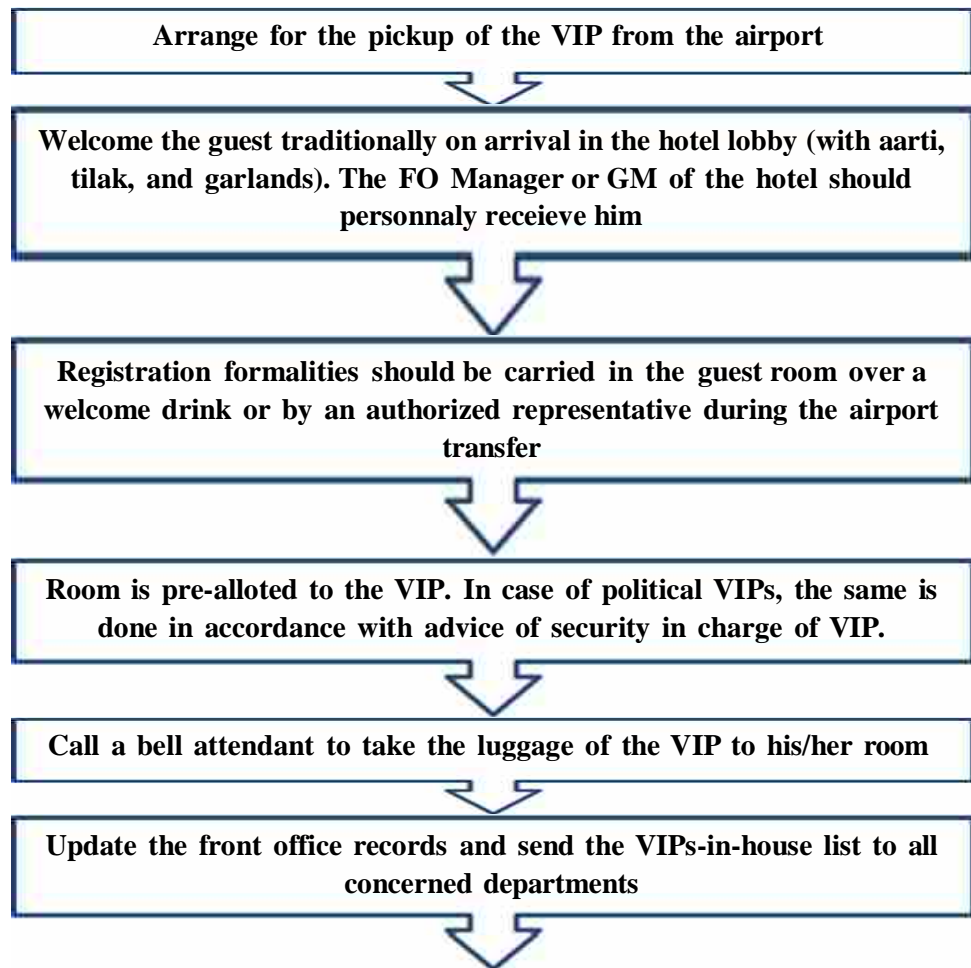 Arrange for the pickup of the VIP from the airport
Welcome the guest traditionally on arrival in the hotel lobby (with aarti,
tilak, and garlands). The FO Manager or GM of the hotel should
personnaly receieve him
Registration formalities should be carried in the guest room over a
welcome drink or by an authorized representative during the airport
transfer
Room is pre-alloted to the VIP. In case of political VIPs, the same is
done in accordance with advice of security in charge of VIP.
Call a bell attendant to take the luggage of the VIP to his/her room
Update the front office records and send the VIPs-in-house list to all
concerned departments